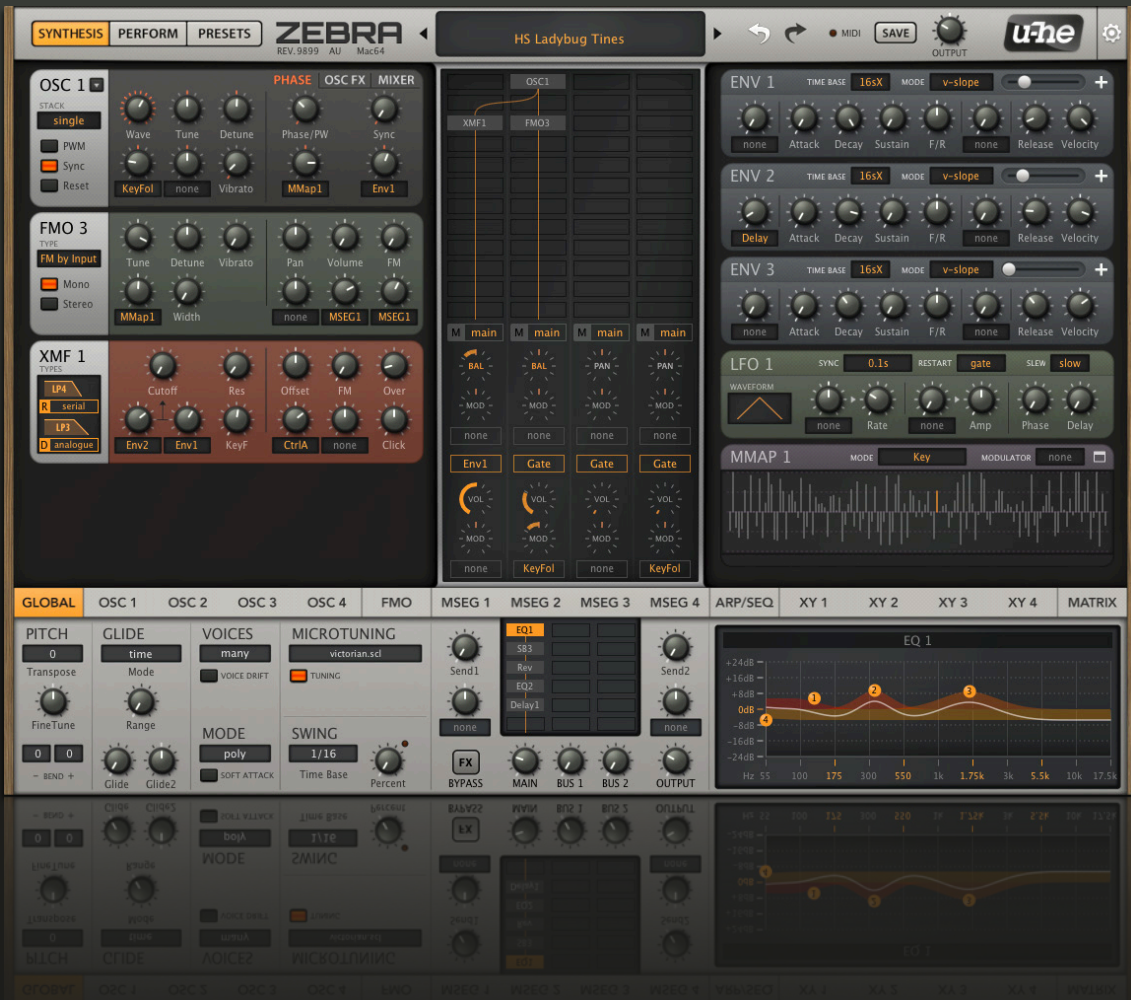 SYNTHESIS PERFORM PRESETS
ZEBRA
REV.9899 AU Mac64
HS Ladybug Tines
MIDI
SAVE
OUTPUT
u-he
OSC 1
STACK
single
PWM
Sync
Reset
PHASE OSC FX MIXER
Wave Tune Detune Phase/PW Sync
KeyFol none Vibrato MMap1 Env1
FMO 3
TYPE
FM by Input
Mono
Stereo
Tune Detune Vibrato Pan Volume FM
MMap1 Width none MSEG1 MSEG1
XMF 1
TYPES
LP4
R serial
LP3
D analogue
Cutoff Res Offset FM Over
Env2 Env1 KeyF CtrlA none Click
OSC1
XMF1 FMO3
M main M main M main M main
BAL BAL PAN PAN
MOD MOD MOD MOD
none none none none
Env1 Gate Gate Gate
VOL VOL VOL VOL
MOD MOD MOD MOD
none KeyFol none KeyFol
ENV 1 TIME BASE 16sX MODE v-slope +
none Attack Decay Sustain F/R none Release Velocity
ENV 2 TIME BASE 16sX MODE v-slope +
Delay Attack Decay Sustain F/R none Release Velocity
ENV 3 TIME BASE 16sX MODE v-slope +
none Attack Decay Sustain F/R none Release Velocity
LFO 1 SYNC 0.1s RESTART gate SLEW slow
WAVEFORM
none Rate none Amp Phase Delay
MMAP 1 MODE Key MODULATOR none
GLOBAL OSC 1 OSC 2 OSC 3 OSC 4 FMO MSEG 1 MSEG 2 MSEG 3 MSEG 4 ARP/SEQ XY 1 XY 2 XY 3 XY 4 MATRIX
PITCH
0
Transpose
FineTune
0 0
− BEND +
GLIDE
time
Mode
Range
Glide Glide2
VOICES
many
VOICE DRIFT
MODE
poly
SOFT ATTACK
MICROTUNING
victorian.scl
TUNING
SWING
1/16
Time Base
Percent
Send1
none
FX
BYPASS
EQ1
SB3
Rev
EQ2
Delay1
MAIN BUS 1 BUS 2
Send2
none
OUTPUT
EQ 1
+24dB
+16dB
+8dB
0dB
-8dB
-16dB
-24dB
1 2 3 4
Hz 55 100 175 300 550 1k 1.75k 3k 5.5k 10k 17.5k